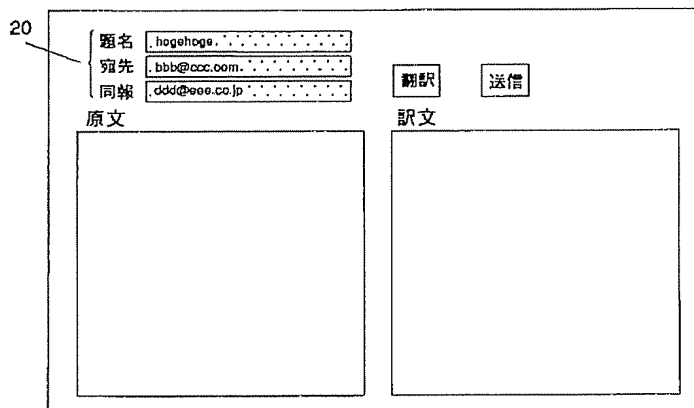 20
題名 hogehoge
宛先 bbb@ccc.com
同報 ddd@eee.co.jp
翻訳 送信
原文 訳文